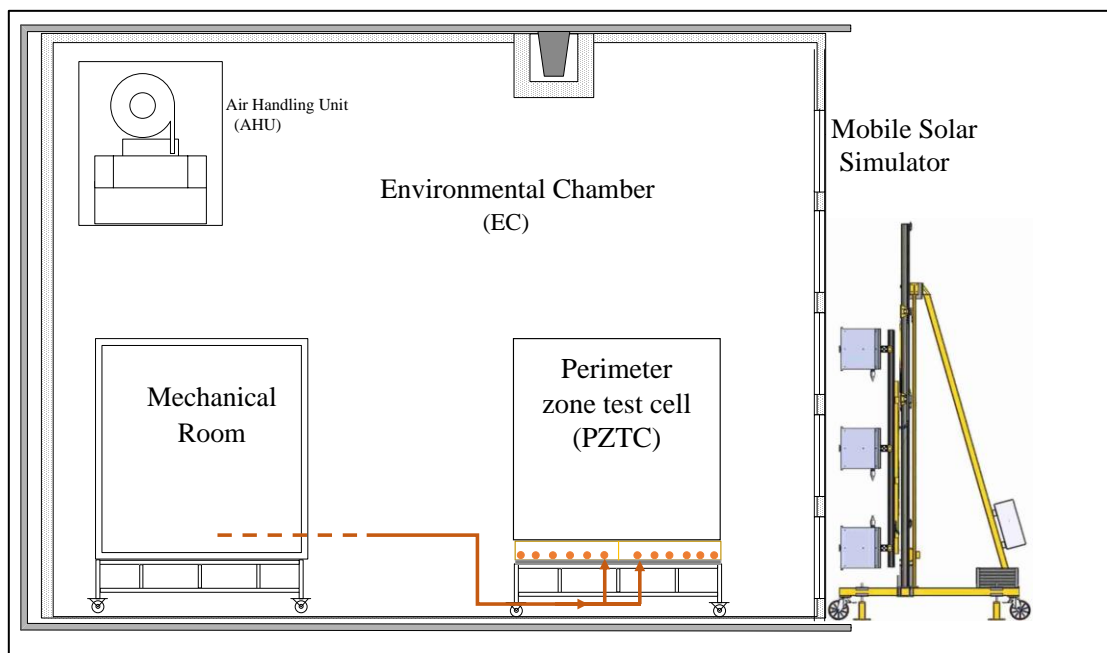 Air Handling Unit
(AHU)
Mobile Solar
Simulator
Environmental Chamber
(EC)
Mechanical
Room
Perimeter
zone test cell
(PZTC)